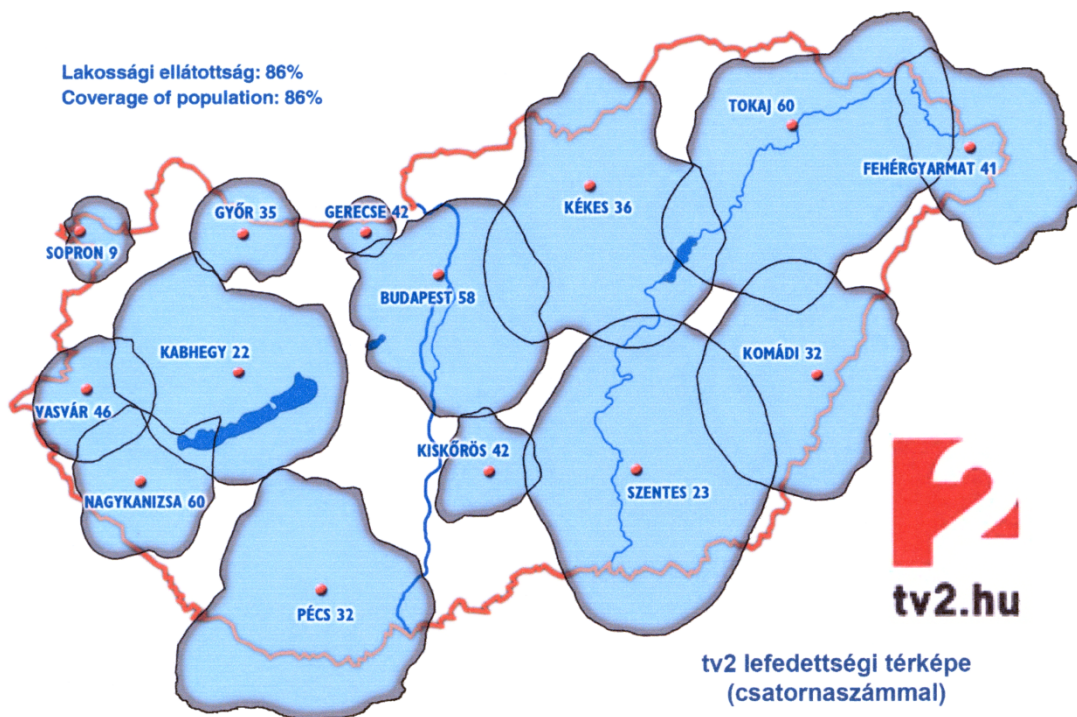 Lakossági ellátottság: 86%
Coverage of population: 86%
TOKAJ 60
FEHÉRGYARMAT 41
KÉKES 36
GYŐR 35
GERECSE 42
SOPRON 9
BUDAPEST 58
KABHEGY 22
KOMÁDI 32
VASVÁR 46
KISKŐRÖS 42
NAGYKANIZSA 60
SZENTES 23
PÉCS 32
2
tv2.hu
tv2 lefedettségi térképe
(csatornaszámmal)